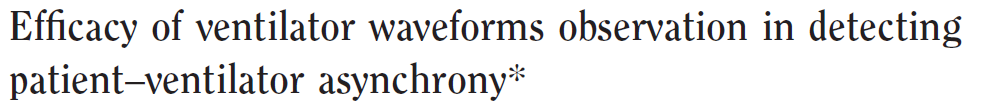 Efficacy of ventilator waveforms observation in detecting
patient–ventilator asynchrony*